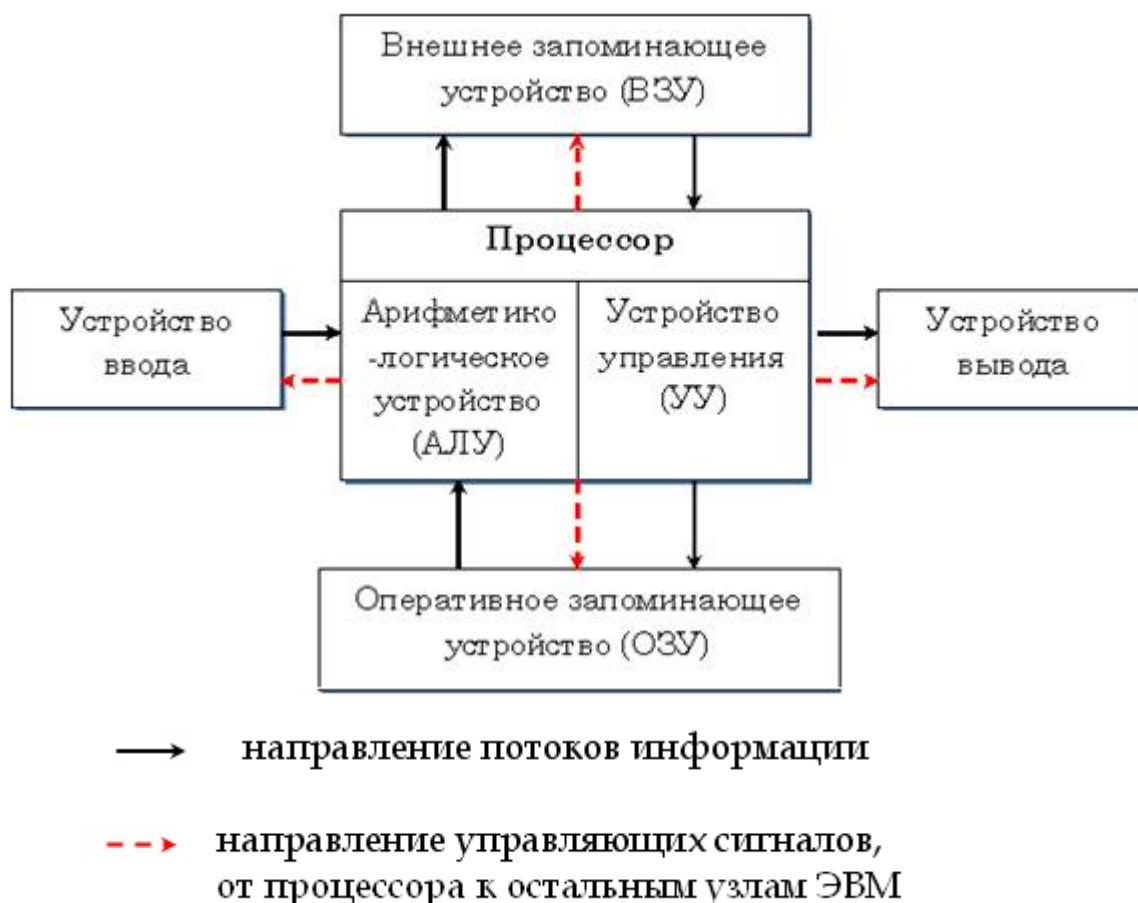 Внешнее запоминающее
устройство (ВЗУ)
Процессор
Устройство
ввода
Арифметико
-логическое
устройство
(АЛУ)
Устройство
управления
(УУ)
Устройство
вывода
Оперативное запоминающее
устройство (ОЗУ)
направление потоков информации
направление управляющих сигналов,
от процессора к остальным узлам ЭВМ